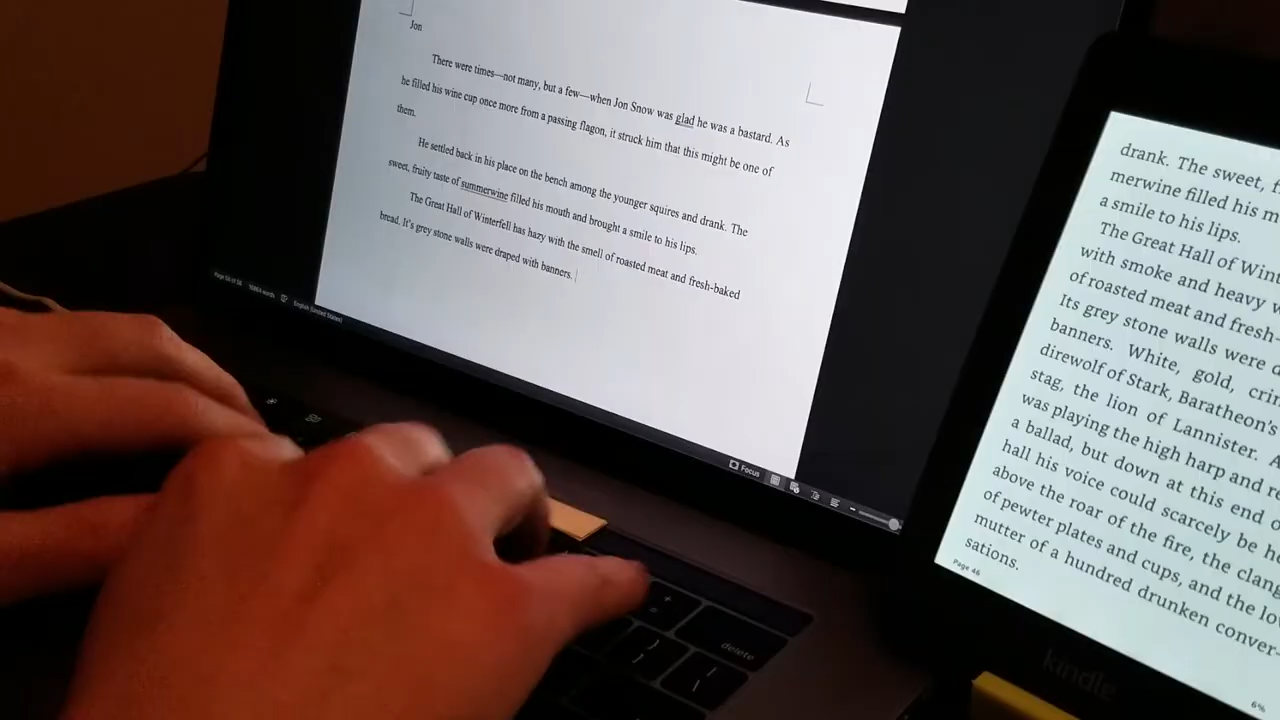 Jon
There were times—not many, but a few—when Jon Snow was glad he was a bastard. As
he filled his wine cup once more from a passing flagon, it struck him that this might be one of
them.
He settled back in his place on the bench among the younger squires and drank. The
sweet, fruity taste of summerwine filled his mouth and brought a smile to his lips.
The Great Hall of Winterfell has hazy with the smell of roasted meat and fresh-baked
bread. It's grey stone walls were draped with banners.
English (United States)
Focus
delete
drank. The sweet,
merwine filled his
a smile to his lips.
The Great Hall of
with smoke and heavy
of roasted meat and fresh-
Its grey stone walls were
banners. White, gold,
direwolf of Stark, Baratheon's
stag, the lion of Lannister.
was playing the high harp and
a ballad, but down at this end
hall his voice could scarcely be
above the roar of the fire, the
of pewter plates and cups, and the
mutter of a hundred drunken conver-
sations.
Page 46
6%
kindle